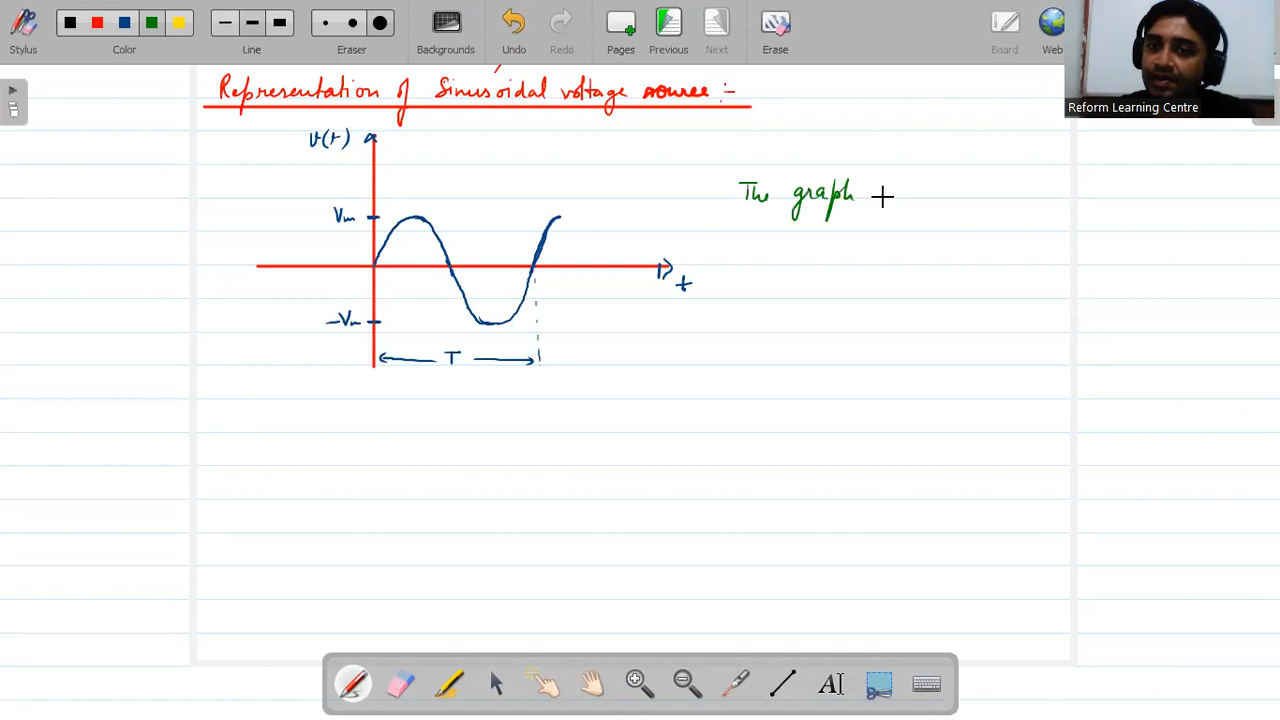 Stylus Color Line Eraser Backgrounds Undo Redo Pages Previous Next Erase Board Web
Reform Learning Centre
Representation of Sinusoidal voltage source :-
v(t)
The graph
Vm
t
-Vm
T